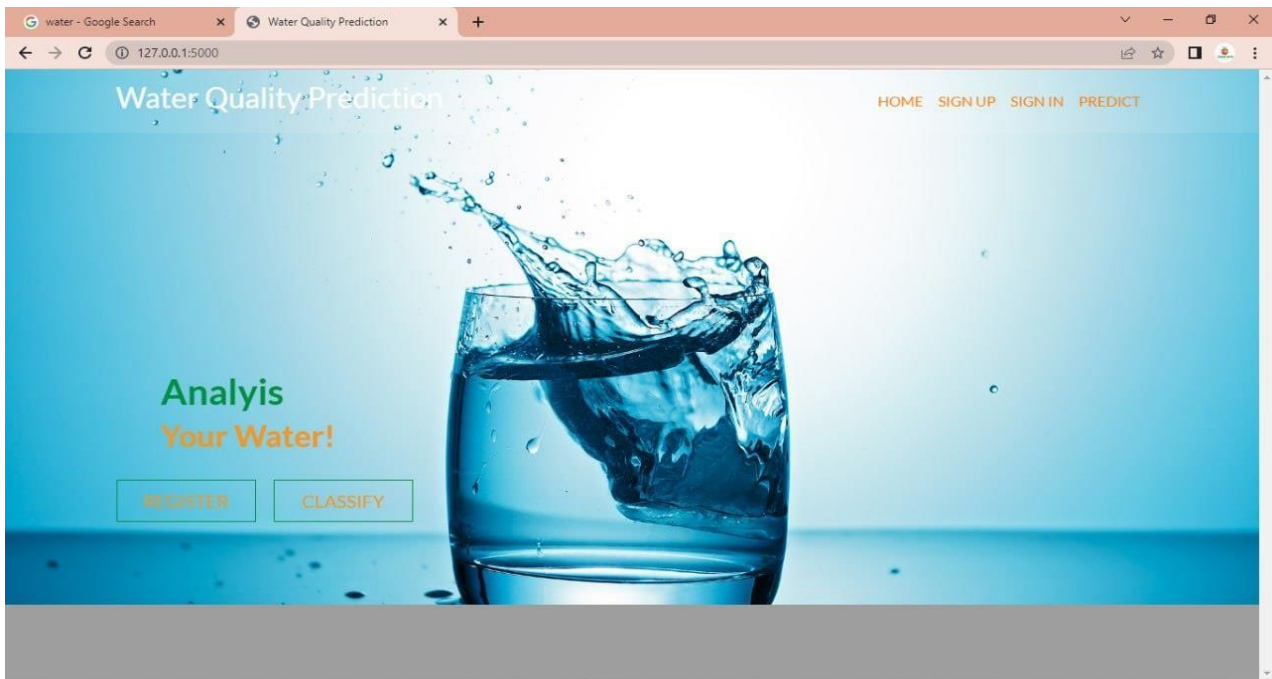 water - Google Search
Water Quality Prediction
127.0.0.1:5000
Water Quality Prediction
HOME SIGN UP SIGN IN PREDICT
Analyis
Your Water!
REGISTER CLASSIFY